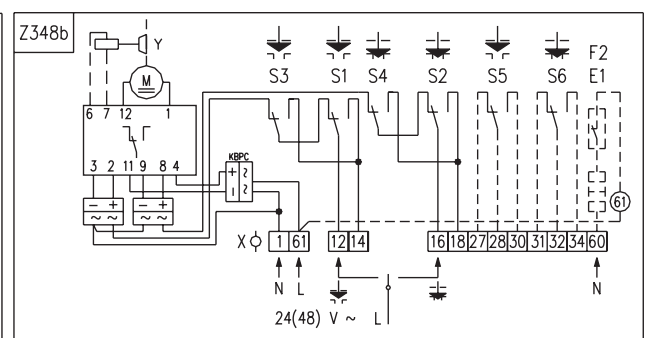 Z348b
Y
M
F2
S3 S1 S4 S2 S5 S6 E1
6 7 12 1
3 2 11 9 8 4
KBPC
+ ~
− ~
− +
~ ~
− +
~ ~
61
X 1 61 12 14 16 18 27 28 30 31 32 34 60
N L N
24(48) V ~ L